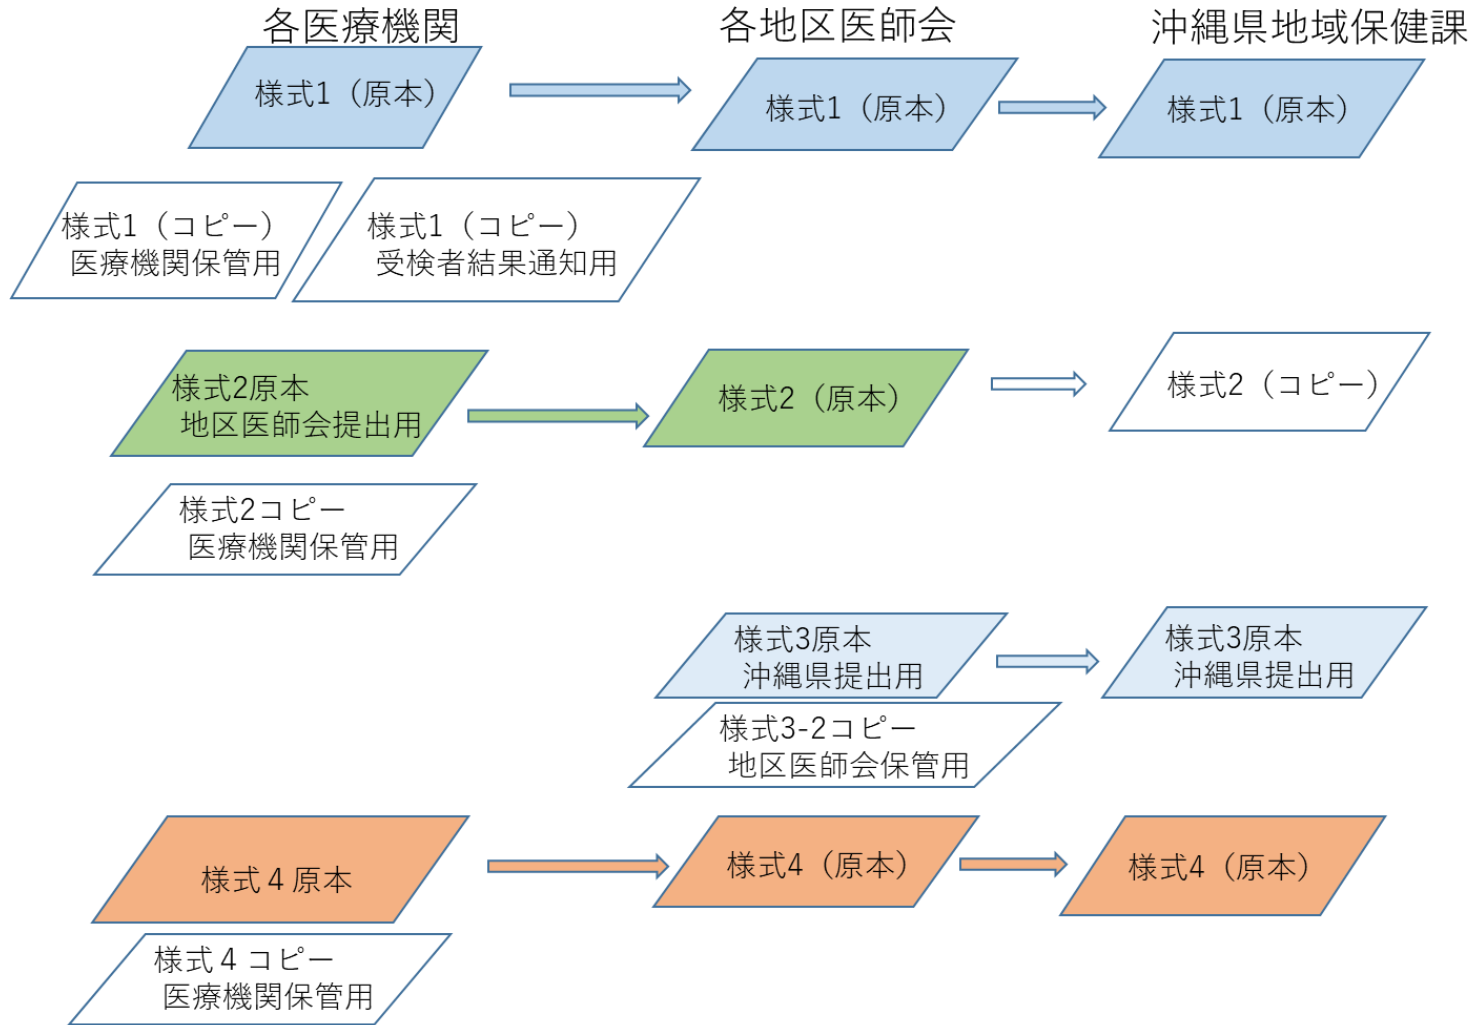 各医療機関
各地区医師会
沖縄県地域保健課
様式1（原本）
様式1（原本）
様式1（原本）
様式1（コピー）
医療機関保管用
様式1（コピー）
受検者結果通知用
様式2原本
地区医師会提出用
様式2（原本）
様式2（コピー）
様式2コピー
医療機関保管用
様式3原本
沖縄県提出用
様式3原本
沖縄県提出用
様式3-2コピー
地区医師会保管用
様式４原本
様式4（原本）
様式4（原本）
様式４コピー
医療機関保管用